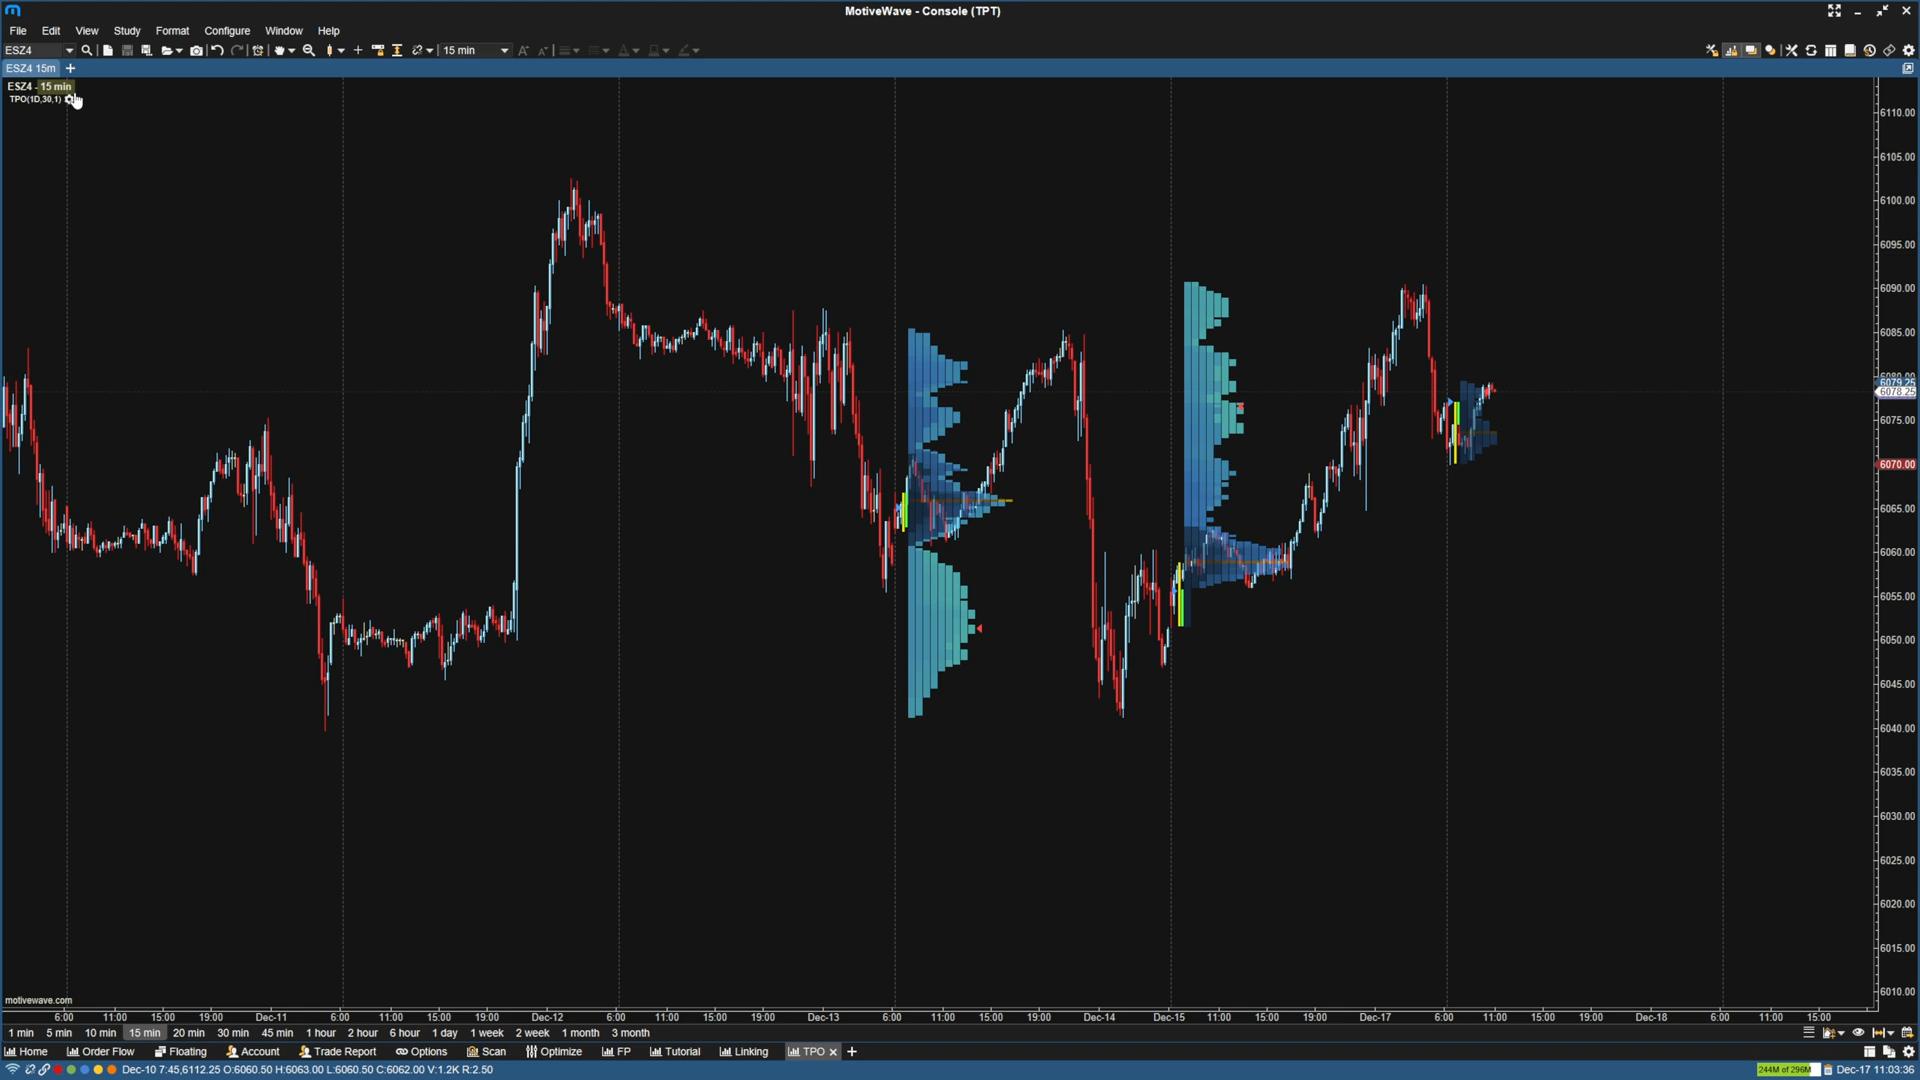 MotiveWave - Console (TPT)
File Edit View Study Format Configure Window Help
ESZ4 15 min
ESZ4 15m +
ESZ4 - 15 min
TPO(1D,30,1)
6110.00
6105.00
6100.00
6095.00
6090.00
6085.00
6080.00
6079.25
6078.25
6075.00
6070.00
6065.00
6060.00
6055.00
6050.00
6045.00
6040.00
6035.00
6030.00
6025.00
6020.00
6015.00
6010.00
motivewave.com
6:00 11:00 15:00 19:00 Dec-11 6:00 11:00 15:00 19:00 Dec-12 6:00 11:00 15:00 19:00 Dec-13 6:00 11:00 15:00 19:00 Dec-14 Dec-15 11:00 15:00 19:00 Dec-17 6:00 11:00 15:00 19:00 Dec-18 6:00 11:00 15:00
1 min 5 min 10 min 15 min 20 min 30 min 45 min 1 hour 2 hour 6 hour 1 day 1 week 2 week 1 month 3 month
Home Order Flow Floating Account Trade Report Options Scan Optimize FP Tutorial Linking TPO
Dec-10 7:45,6112.25 O:6060.50 H:6063.00 L:6060.50 C:6062.00 V:1.2K R:2.50 244M of 296M Dec-17 11:03:36